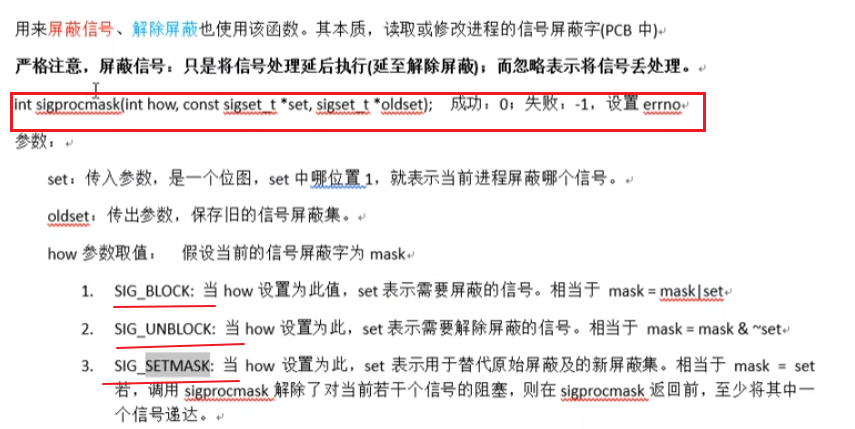 用来屏蔽信号、解除屏蔽也使用该函数。其本质，读取或修改进程的信号屏蔽字(PCB 中)
严格注意，屏蔽信号：只是将信号处理延后执行(延至解除屏蔽)；而忽略表示将信号丢处理。
int sigprocmask(int how, const sigset_t *set, sigset_t *oldset); 成功：0；失败：-1，设置 errno
参数：
set：传入参数，是一个位图，set 中哪位置 1，就表示当前进程屏蔽哪个信号。
oldset：传出参数，保存旧的信号屏蔽集。
how 参数取值： 假设当前的信号屏蔽字为 mask
1. SIG_BLOCK: 当 how 设置为此值，set 表示需要屏蔽的信号。相当于 mask = mask|set
2. SIG_UNBLOCK: 当 how 设置为此，set 表示需要解除屏蔽的信号。相当于 mask = mask & ~set
3. SIG_SETMASK: 当 how 设置为此，set 表示用于替代原始屏蔽及的新屏蔽集。相当于 mask = set
若，调用 sigprocmask 解除了对当前若干个信号的阻塞，则在 sigprocmask 返回前，至少将其中一
个信号递达。